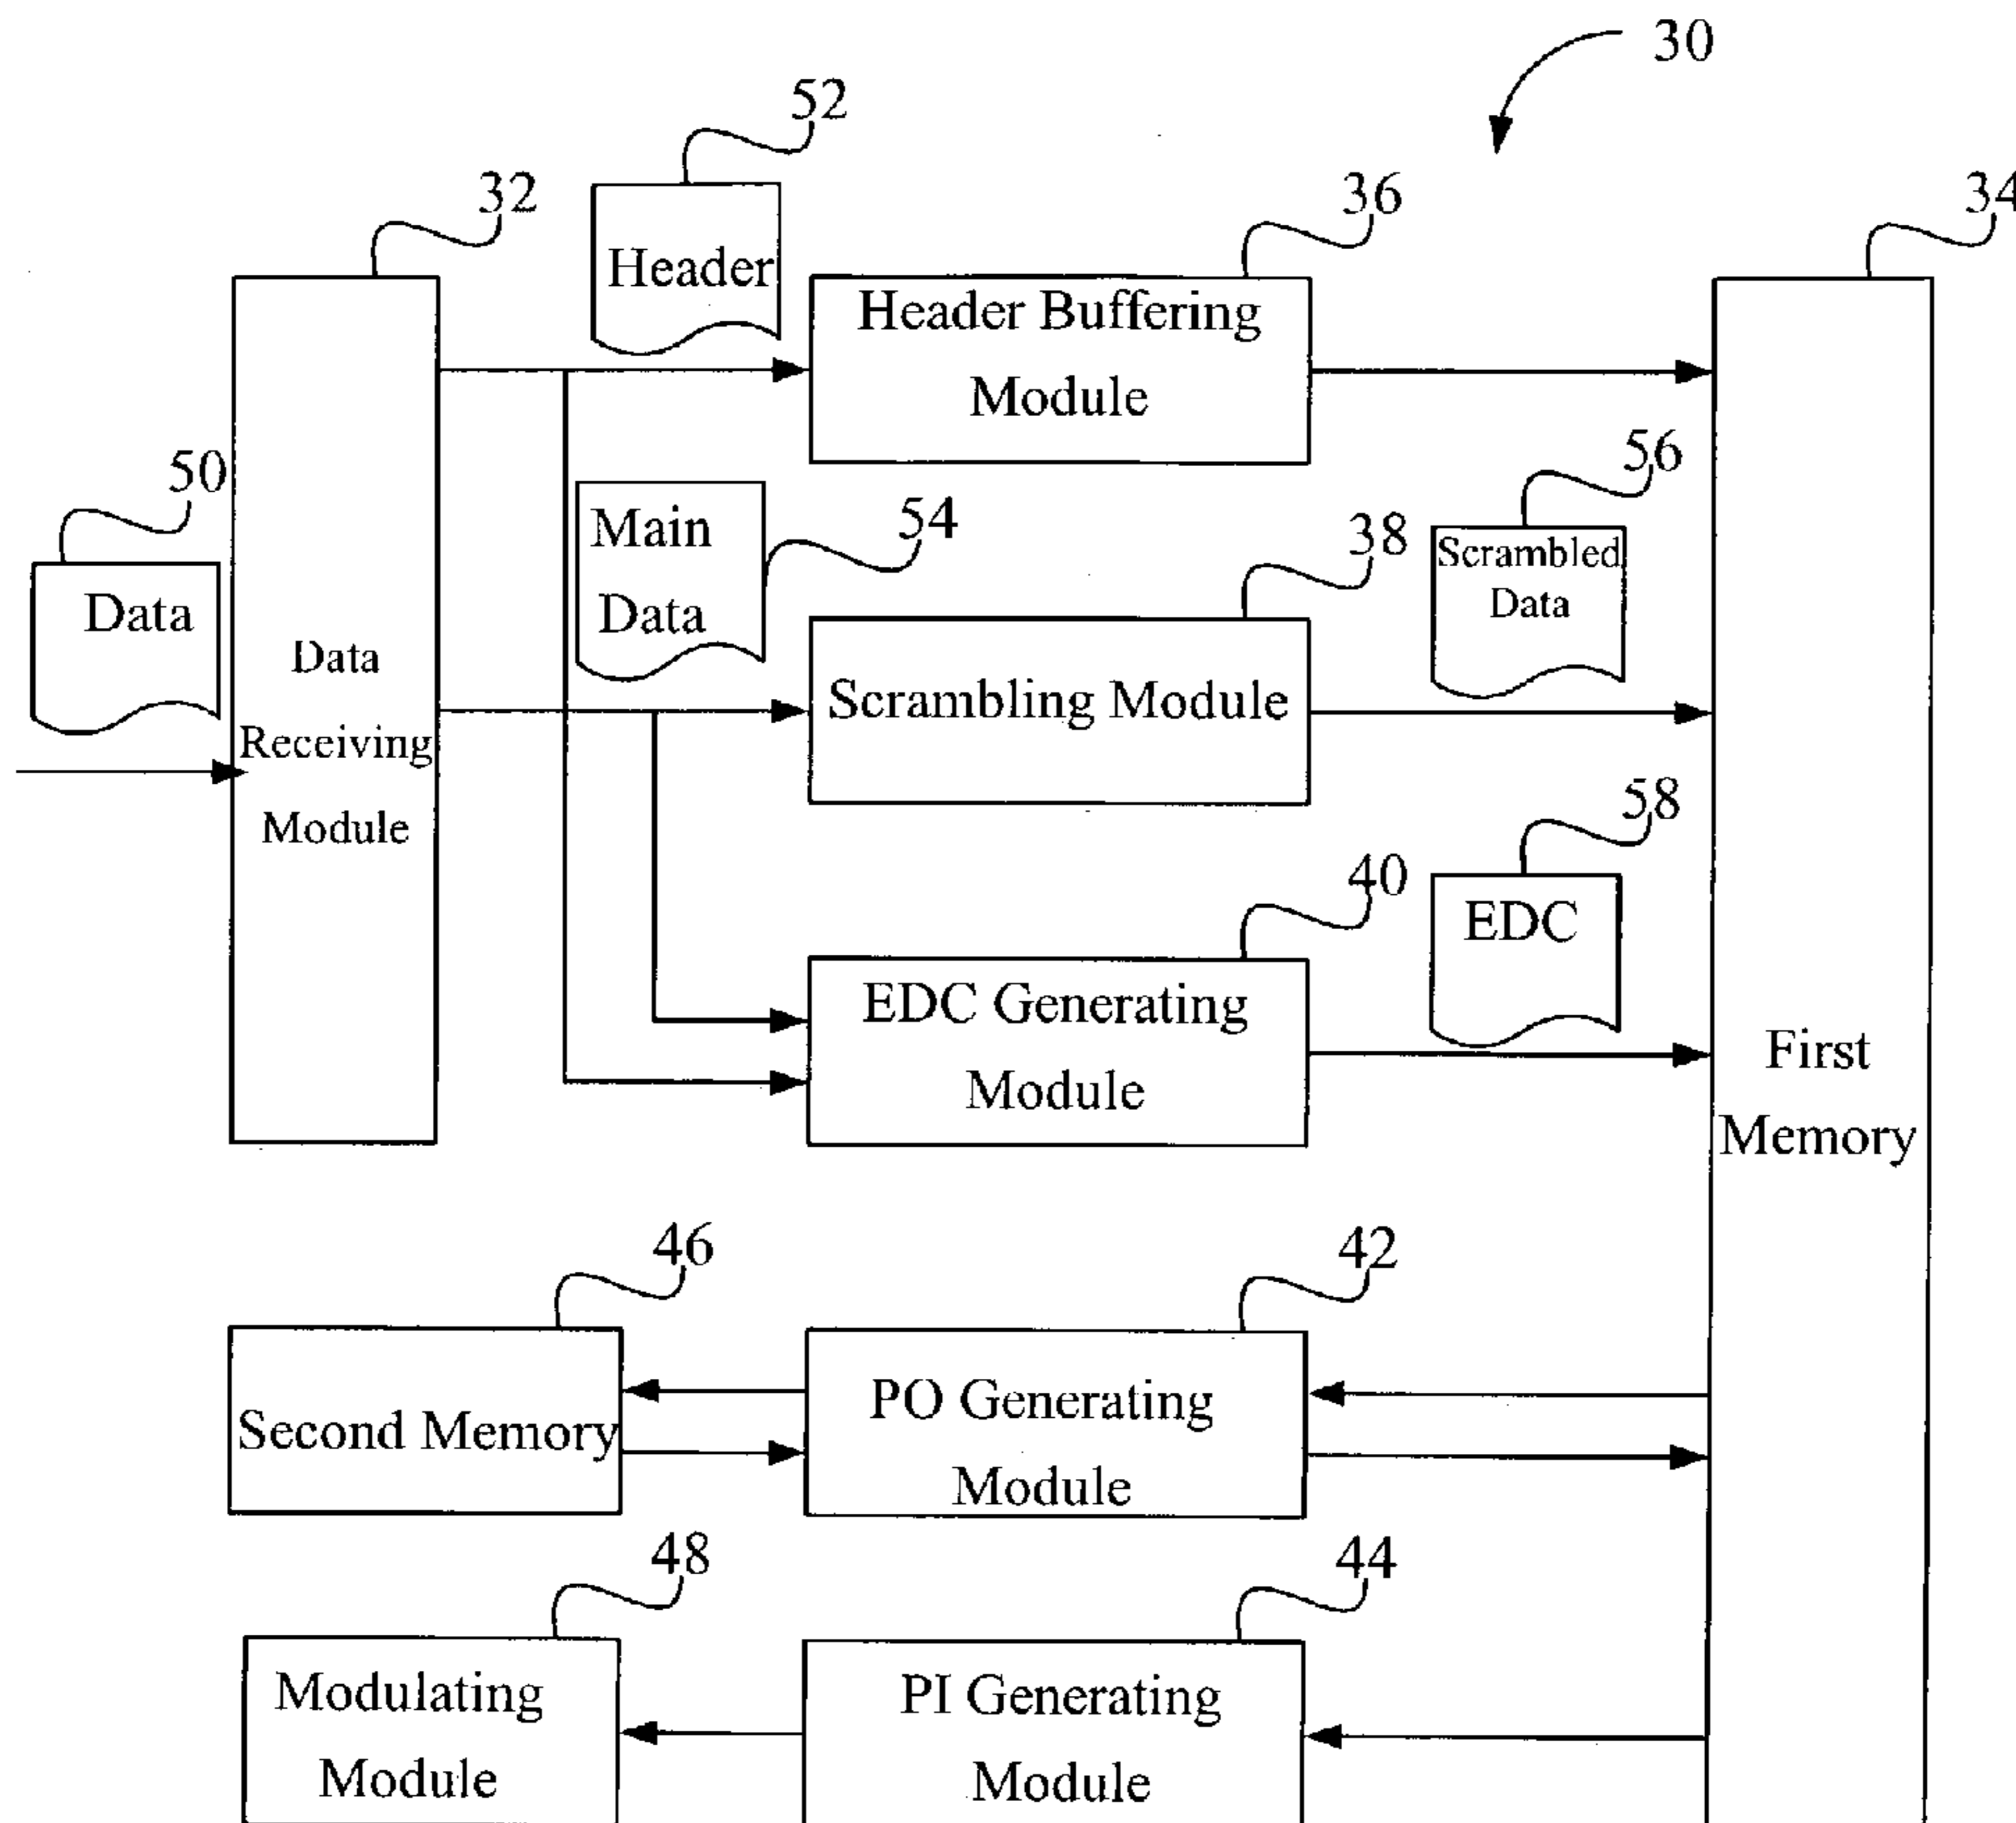 30
52
32
36
34
Header
Header Buffering
Module
50
Main
Data
54
38
56
Scrambled
Data
Data
Data
Receiving
Module
Scrambling Module
58
40
EDC
EDC Generating
Module
First
Memory
46
42
Second Memory
PO Generating
Module
48
44
Modulating
Module
PI Generating
Module